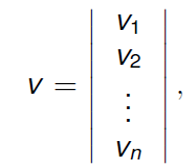 v = | v₁ |
| v₂ |
| ⋮ |
| vₙ | ,